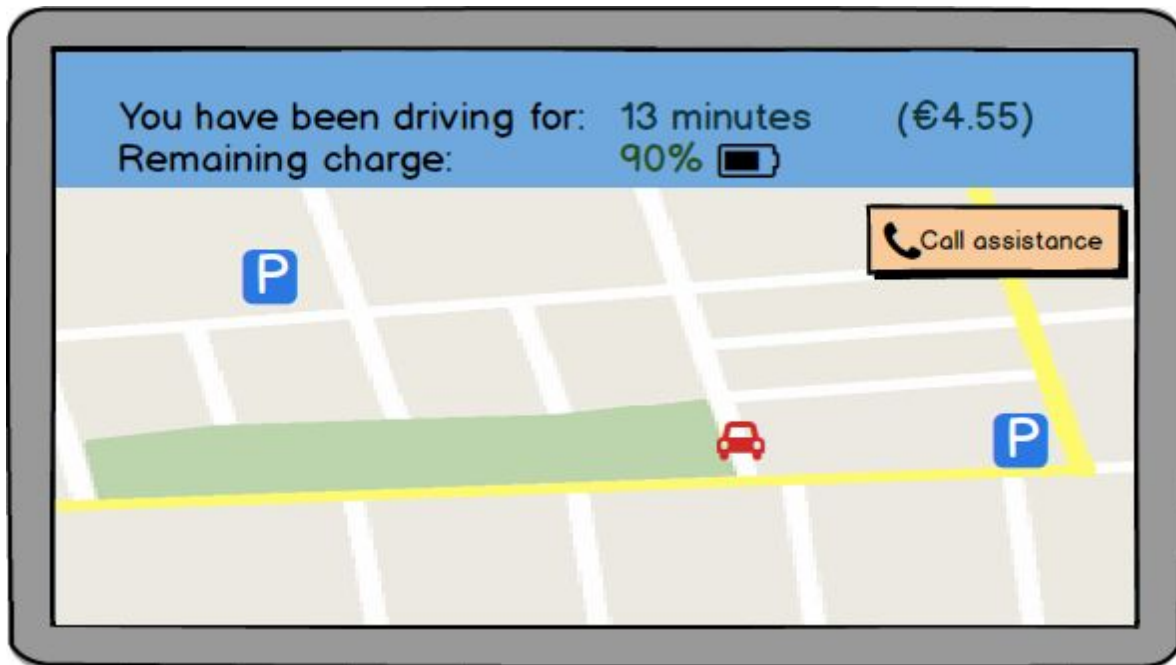 You have been driving for: 13 minutes (€4.55)
Remaining charge: 90%
Call assistance
P
P